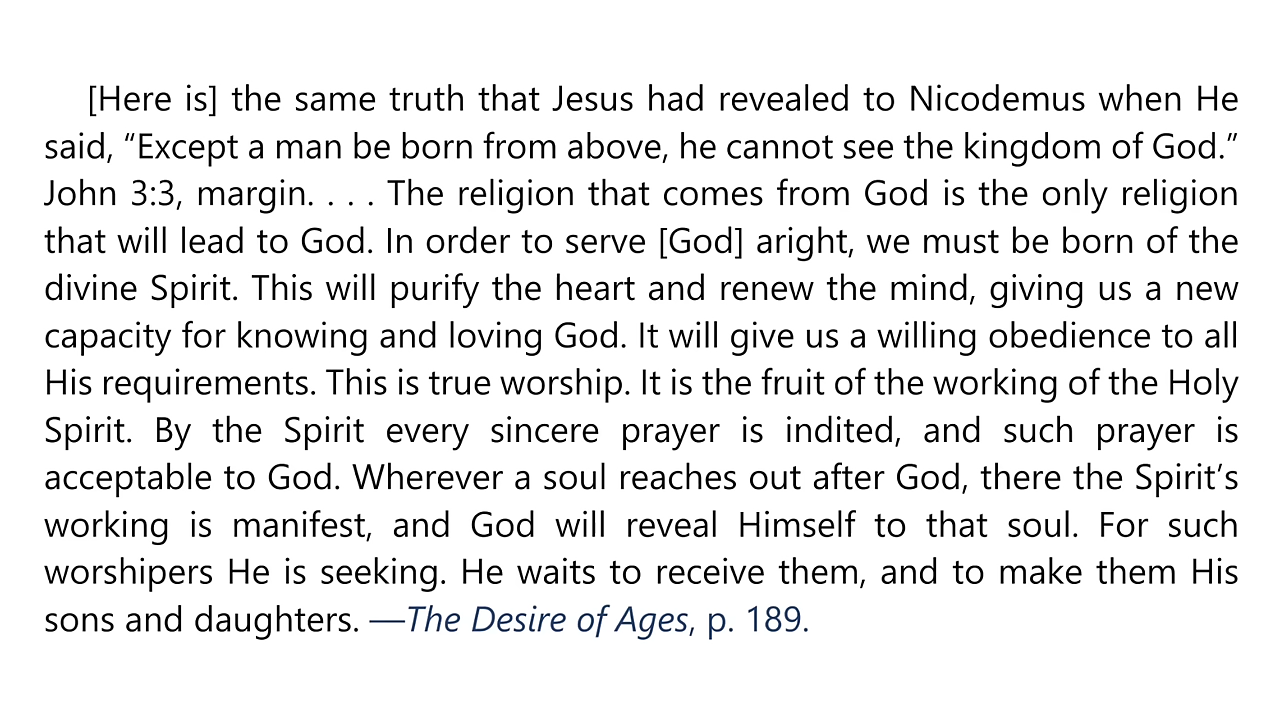 [Here is] the same truth that Jesus had revealed to Nicodemus when He
said, “Except a man be born from above, he cannot see the kingdom of God.”
John 3:3, margin. . . . The religion that comes from God is the only religion
that will lead to God. In order to serve [God] aright, we must be born of the
divine Spirit. This will purify the heart and renew the mind, giving us a new
capacity for knowing and loving God. It will give us a willing obedience to all
His requirements. This is true worship. It is the fruit of the working of the Holy
Spirit. By the Spirit every sincere prayer is indited, and such prayer is
acceptable to God. Wherever a soul reaches out after God, there the Spirit’s
working is manifest, and God will reveal Himself to that soul. For such
worshipers He is seeking. He waits to receive them, and to make them His
sons and daughters. —The Desire of Ages, p. 189.